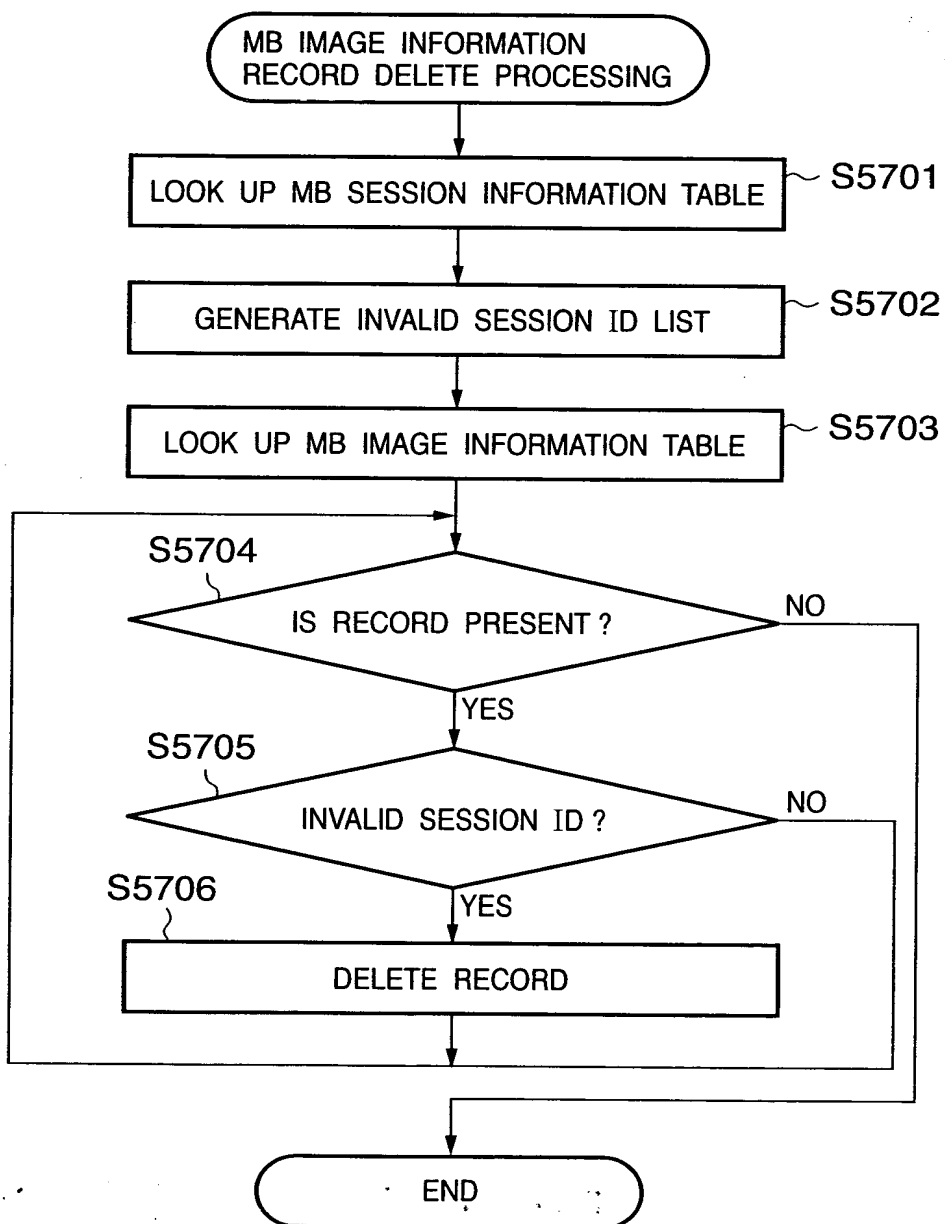 MB IMAGE INFORMATION
RECORD DELETE PROCESSING
LOOK UP MB SESSION INFORMATION TABLE
S5701
GENERATE INVALID SESSION ID LIST
S5702
LOOK UP MB IMAGE INFORMATION TABLE
S5703
S5704
IS RECORD PRESENT ?
NO
YES
S5705
INVALID SESSION ID ?
NO
YES
S5706
DELETE RECORD
END